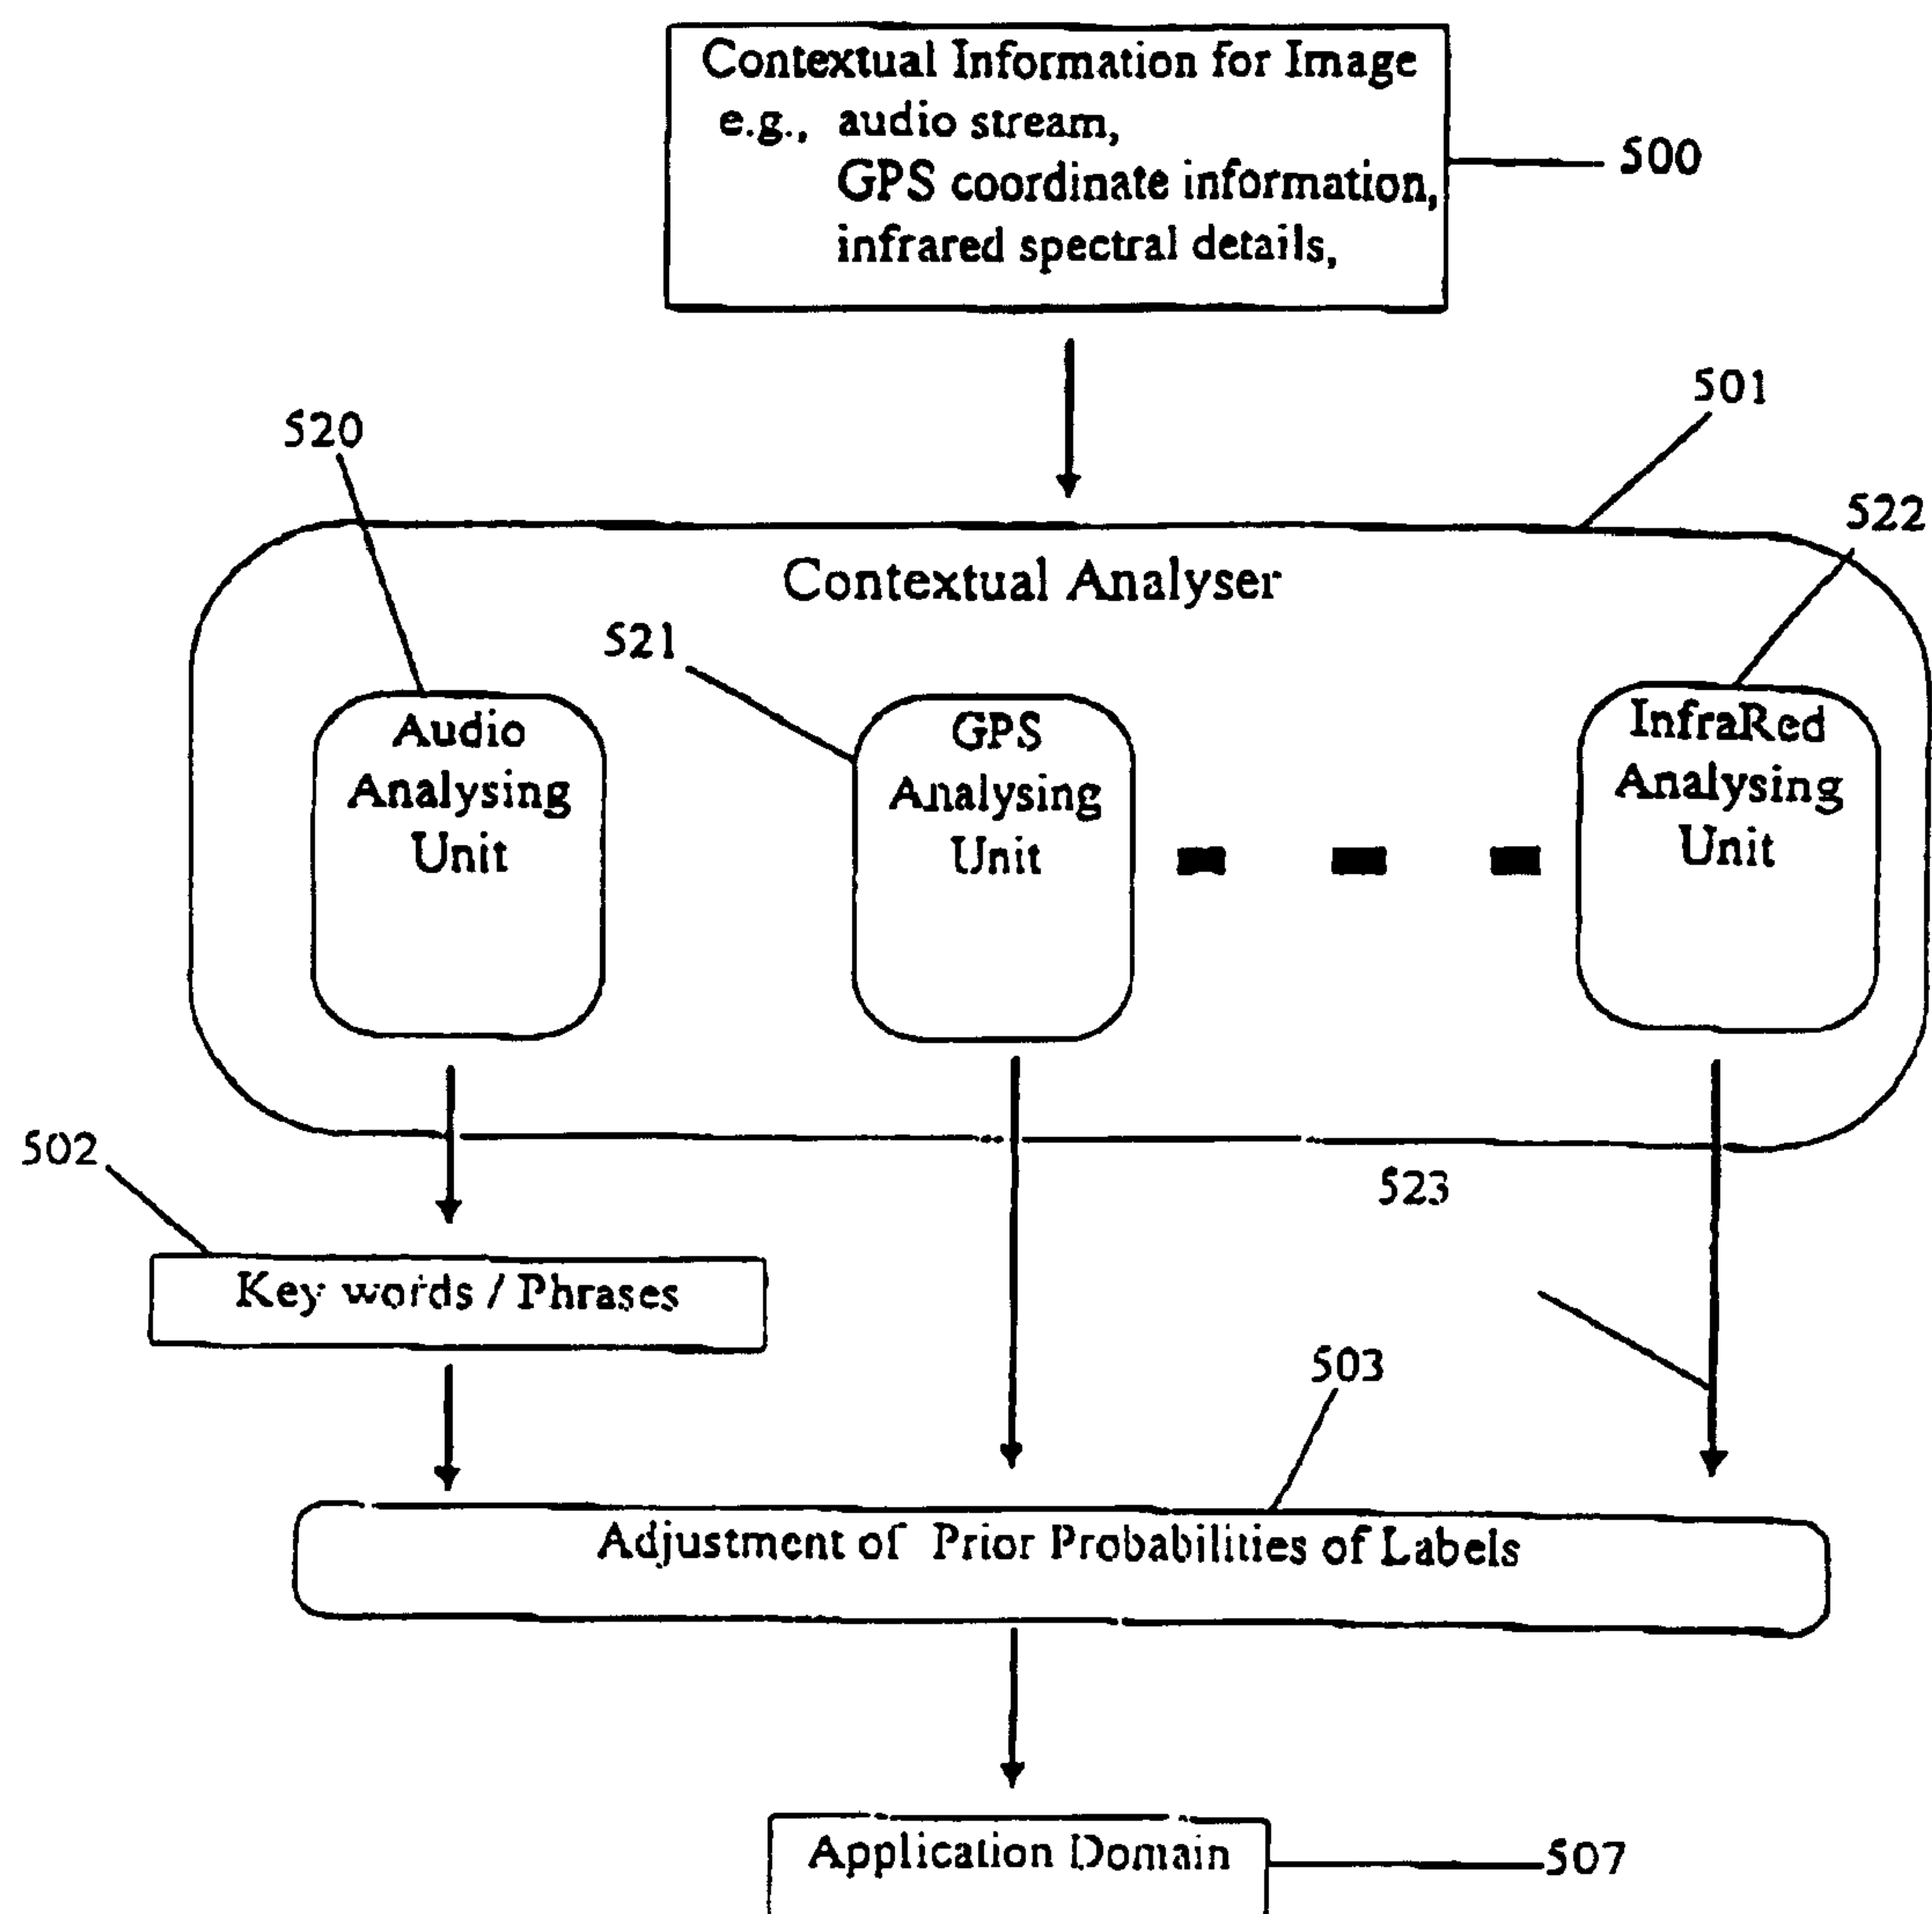 Contextual Information for Image
e.g., audio stream,
GPS coordinate information,
infrared spectral details,
500
501
520
522
Contextual Analyser
521
Audio
Analysing
Unit
GPS
Analysing
Unit
InfraRed
Analysing
Unit
502
523
Key words / Phrases
503
Adjustment of Prior Probabilities of Labels
Application Domain
507